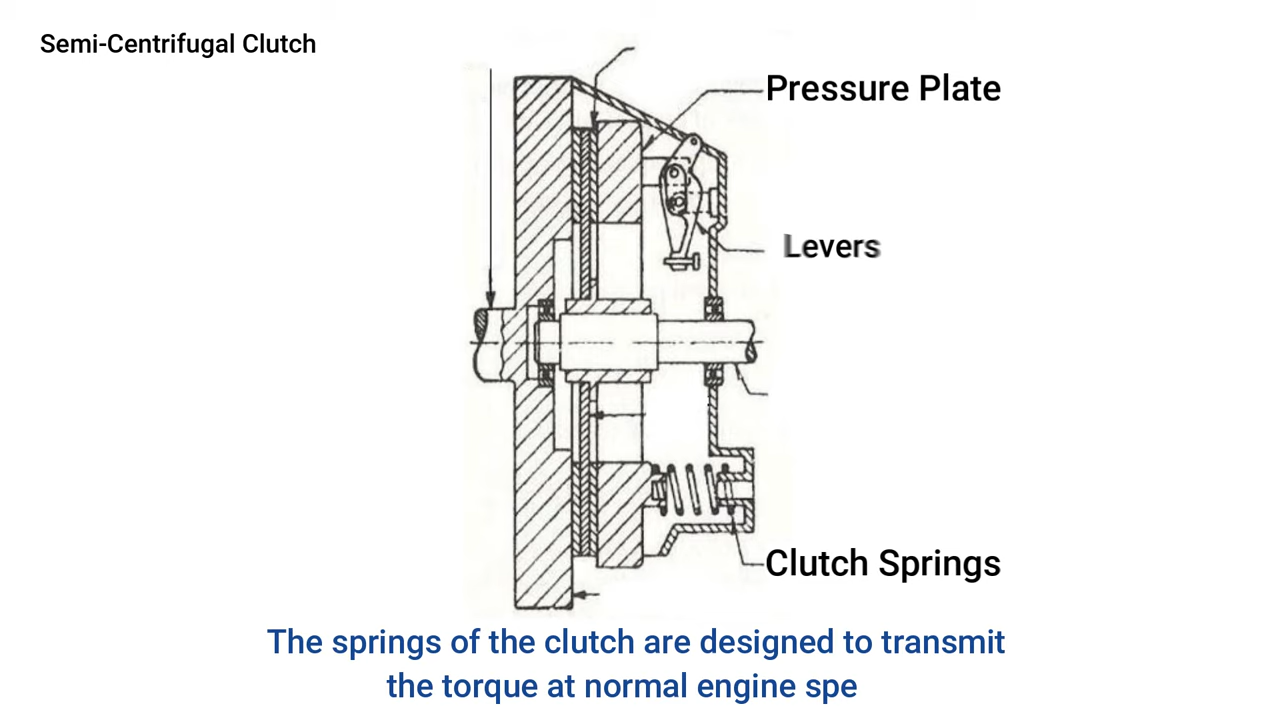 Semi-Centrifugal Clutch
Pressure Plate
Levers
Clutch Springs
The springs of the clutch are designed to transmit
the torque at normal engine spe